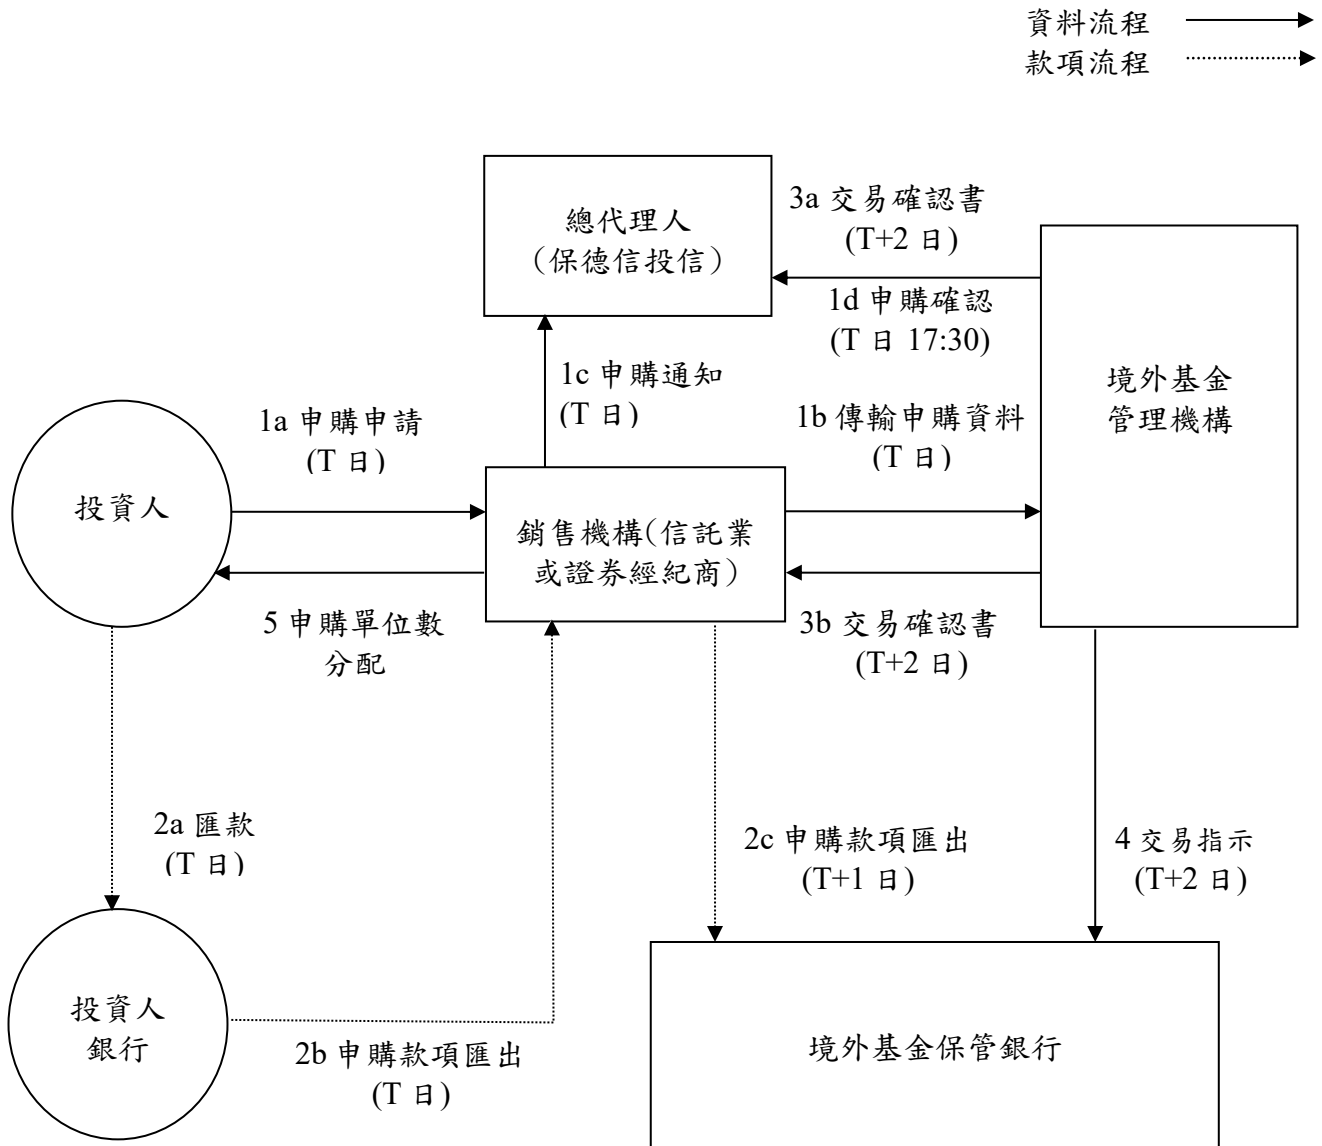 資料流程
款項流程
總代理人
（保德信投信）
3a 交易確認書
(T+2 日)
1d 申購確認
(T 日 17:30)
境外基金
管理機構
1c 申購通知
(T 日)
1a 申購申請
(T 日)
1b 傳輸申購資料
(T 日)
投資人
銷售機構(信託業
或證券經紀商)
5 申購單位數
分配
3b 交易確認書
(T+2 日)
2a 匯款
(T 日)
2c 申購款項匯出
(T+1 日)
4 交易指示
(T+2 日)
投資人
銀行
2b 申購款項匯出
(T 日)
境外基金保管銀行